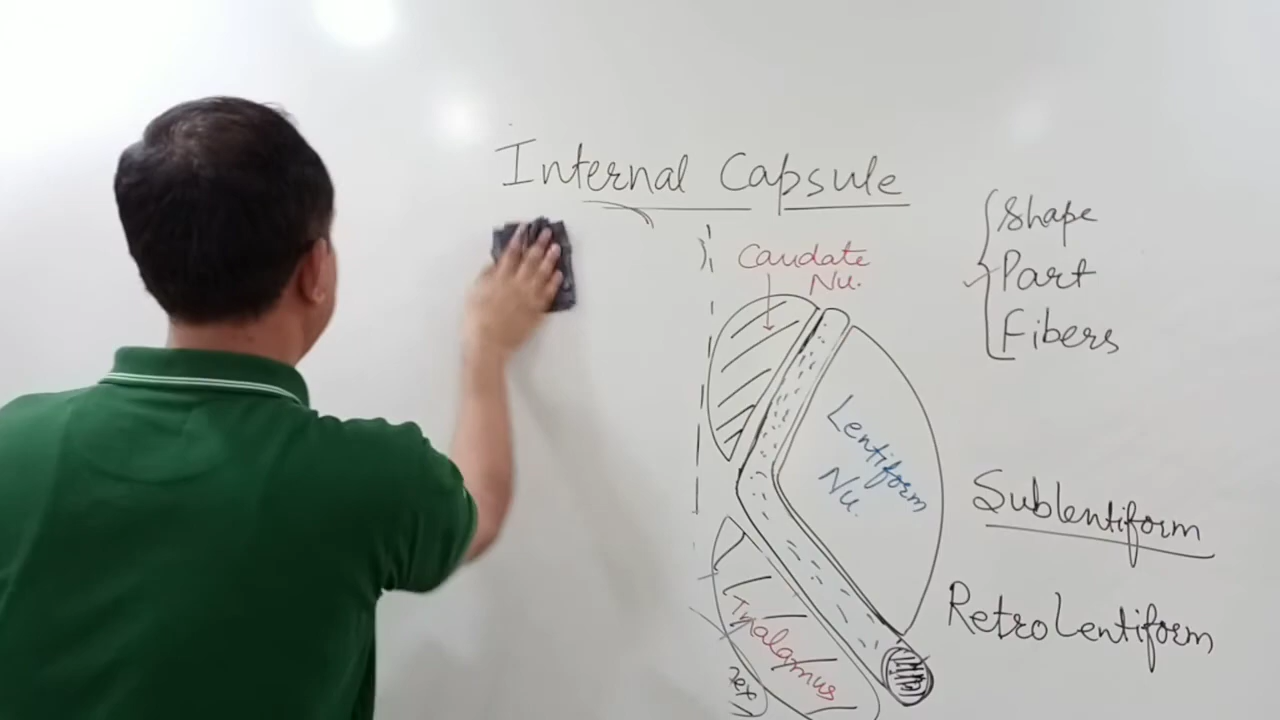 Internal Capsule
Shape
Part
Fibers
Caudate
Nu.
Lentiform
Nu.
Sublentiform
RetroLentiform
Thalamus